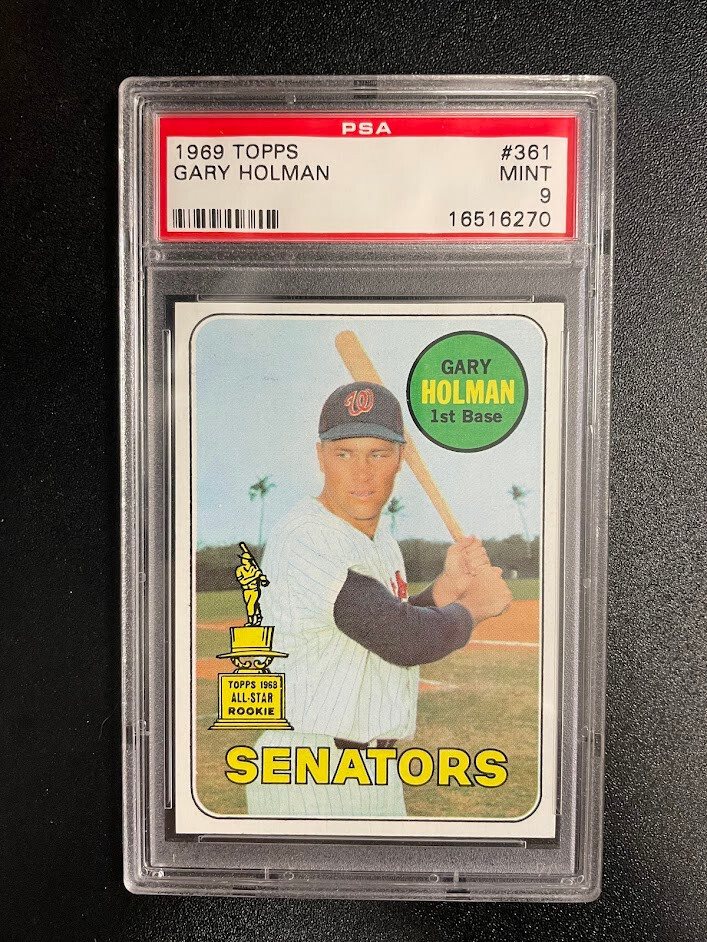 PSA
1969 TOPPS #361
GARY HOLMAN MINT
9
16516270
GARY
HOLMAN
1st Base
W
TOPPS 1968
ALL-STAR
ROOKIE
SENATORS